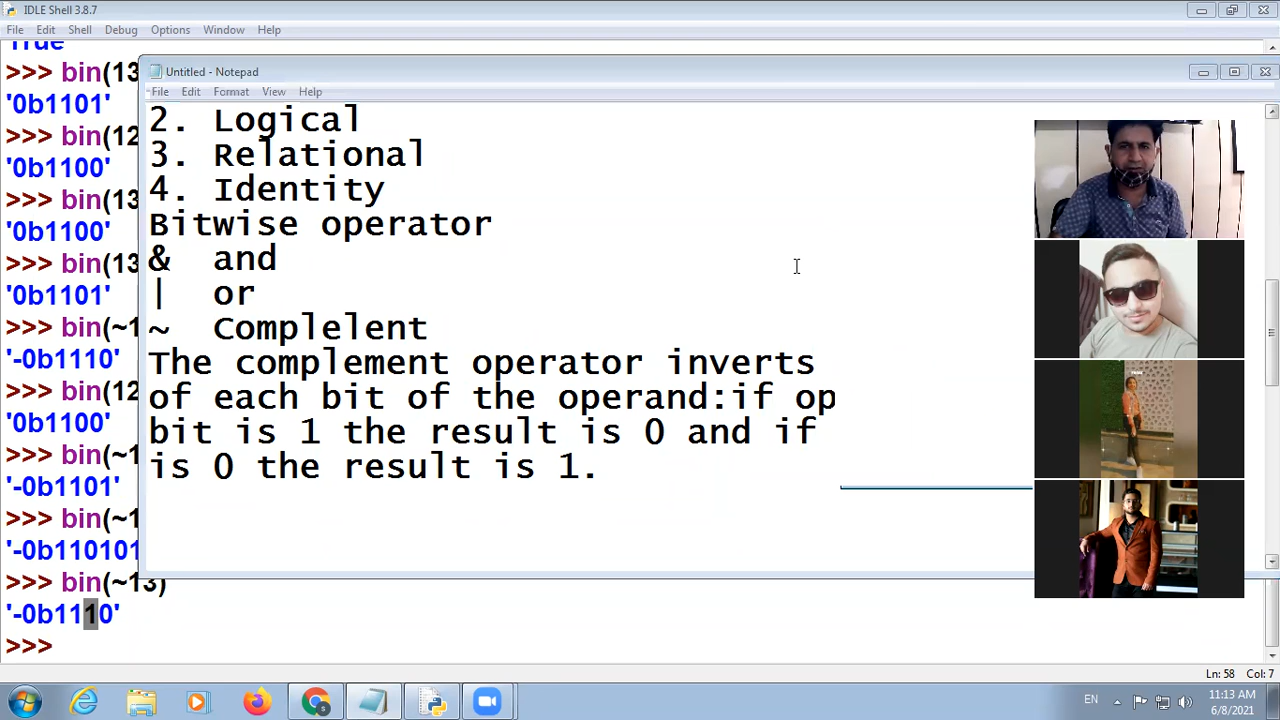 IDLE Shell 3.8.7
File Edit Shell Debug Options Window Help
True
>>> bin(13
'0b1101'
>>> bin(12
'0b1100'
>>> bin(13
'0b1100'
>>> bin(13
'0b1101'
>>> bin(~1
'-0b1110'
>>> bin(12
'0b1100'
>>> bin(~1
'-0b1101'
>>> bin(~1
'-0b110101
>>> bin(~13)
'-0b1110'
>>>
Untitled - Notepad
File Edit Format View Help
2. Logical
3. Relational
4. Identity
Bitwise operator
& and
| or
~ Complelent
The complement operator inverts
of each bit of the operand:if op
bit is 1 the result is 0 and if
is 0 the result is 1.
Ln: 58 Col: 7
EN
11:13 AM
6/8/2021